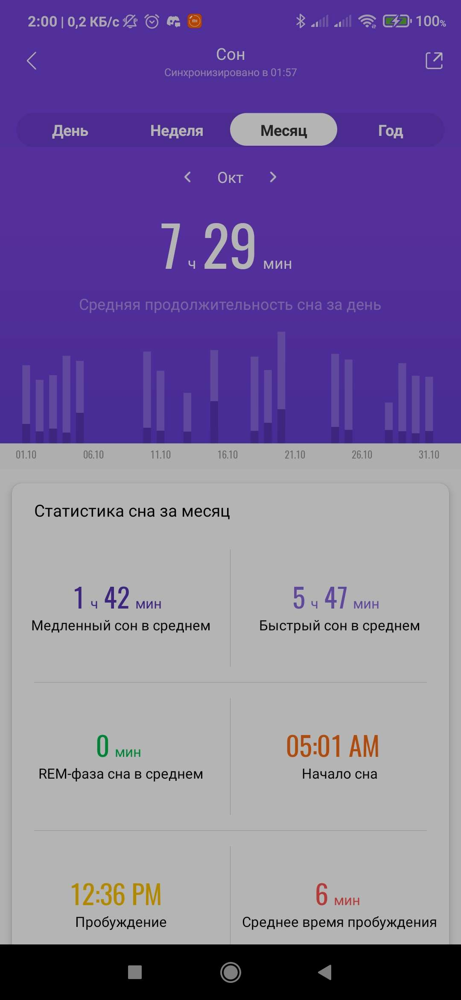 2:00 | 0,2 КБ/с mi 100%
Сон
Синхронизировано в 01:57
День Неделя Месяц Год
Окт
7 ч 29 мин
Средняя продолжительность сна за день
01.10 06.10 11.10 16.10 21.10 26.10 31.10
Статистика сна за месяц
1 ч 42 мин 5 ч 47 мин
Медленный сон в среднем Быстрый сон в среднем
0 мин 05:01 AM
REM-фаза сна в среднем Начало сна
12:36 PM 6 мин
Пробуждение Среднее время пробуждения